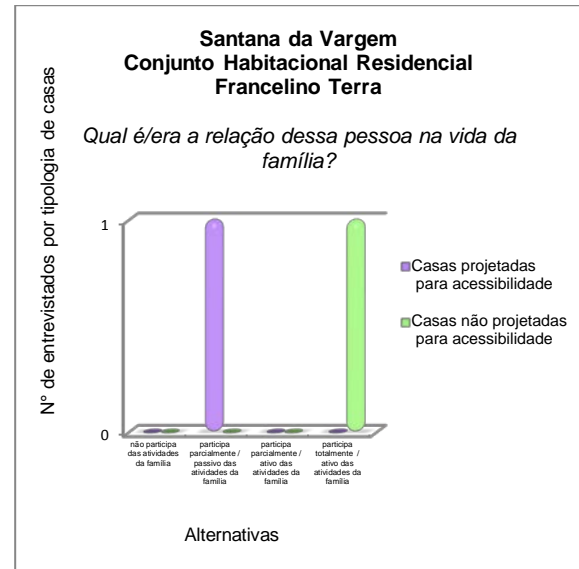 Santana da Vargem
Conjunto Habitacional Residencial
Francelino Terra
Qual é/era a relação dessa pessoa na vida da
família?
N° de entrevistados por tipologia de casas
1
0
Casas projetadas
para acessibilidade
Casas não projetadas
para acessibilidade
não participa
das atividades
da família
participa
parcialmente /
passivo das
atividades da
família
participa
parcialmente /
ativo das
atividades da
família
participa
totalmente /
ativo das
atividades da
família
Alternativas